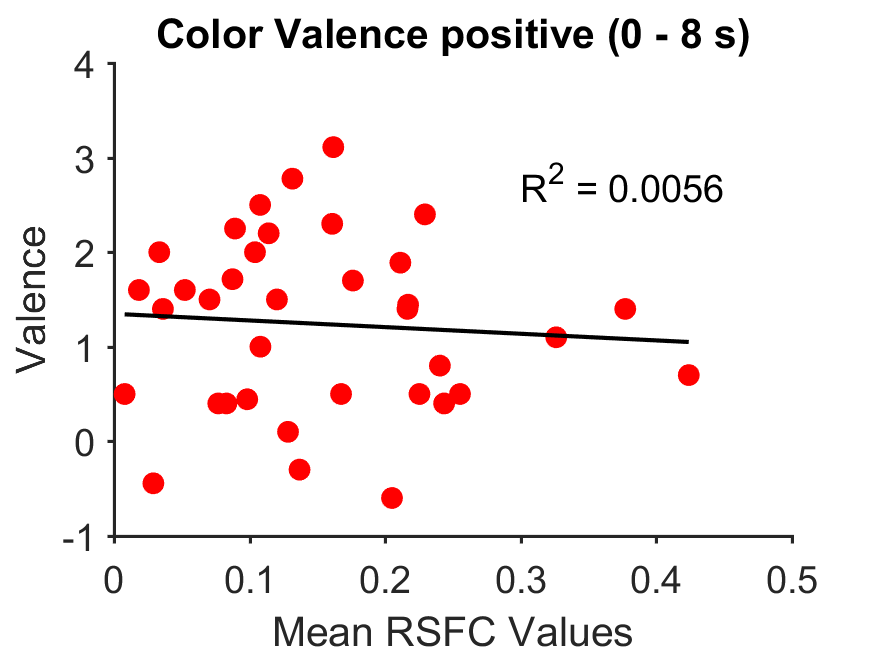 Color Valence positive (0 - 8 s)
4
3
2
1
0
-1
Valence
R² = 0.0056
0 0.1 0.2 0.3 0.4 0.5
Mean RSFC Values